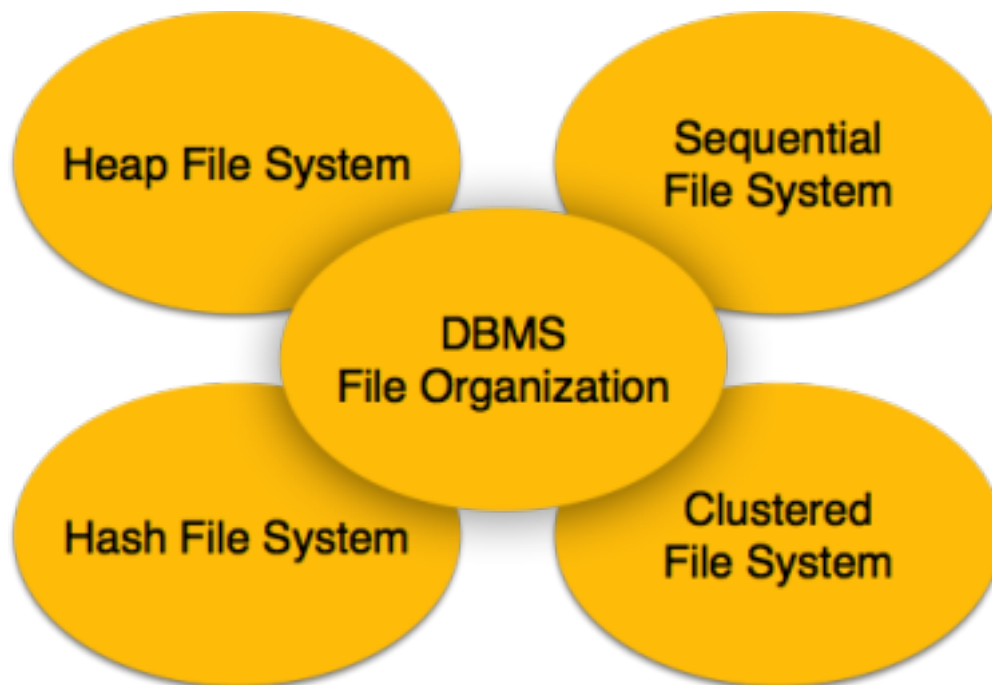 Heap File System
Sequential
File System
DBMS
File Organization
Hash File System
Clustered
File System